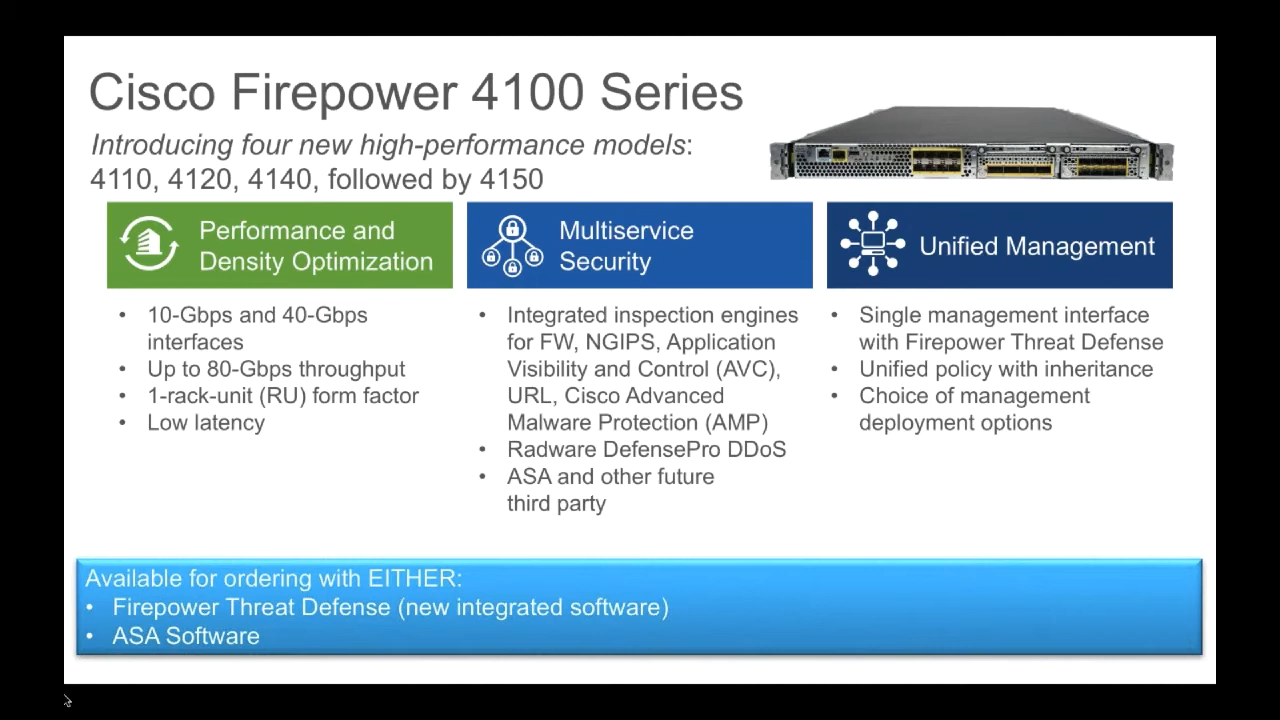 Cisco Firepower 4100 Series
Introducing four new high-performance models:
4110, 4120, 4140, followed by 4150
Performance and
Density Optimization
• 10-Gbps and 40-Gbps
interfaces
• Up to 80-Gbps throughput
• 1-rack-unit (RU) form factor
• Low latency
Multiservice
Security
• Integrated inspection engines
for FW, NGIPS, Application
Visibility and Control (AVC),
URL, Cisco Advanced
Malware Protection (AMP)
• Radware DefensePro DDoS
• ASA and other future
third party
Unified Management
• Single management interface
with Firepower Threat Defense
• Unified policy with inheritance
• Choice of management
deployment options
Available for ordering with EITHER:
• Firepower Threat Defense (new integrated software)
• ASA Software